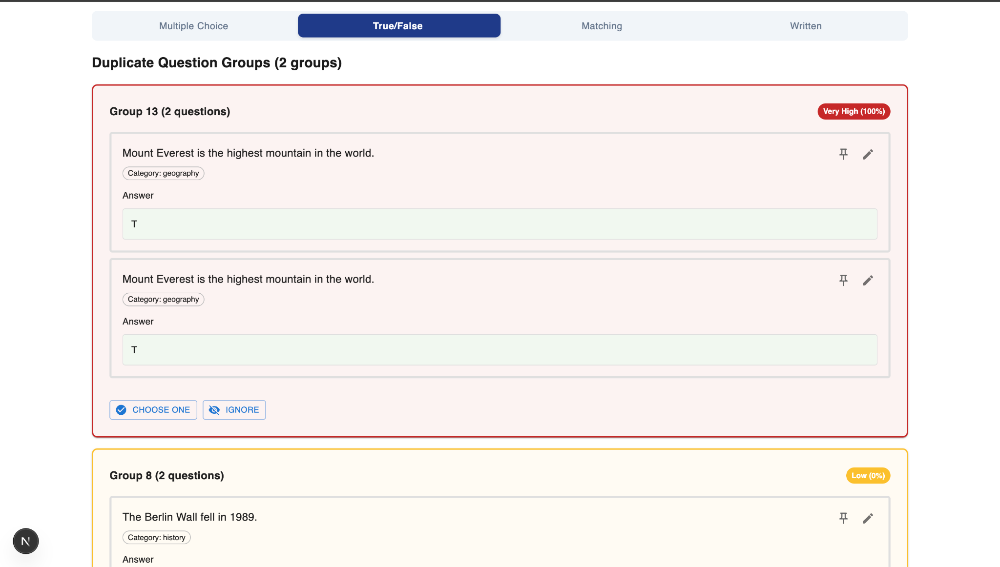 Multiple Choice True/False Matching Written
Duplicate Question Groups (2 groups)
Group 13 (2 questions) Very High (100%)
Mount Everest is the highest mountain in the world.
Category: geography
Answer
T
Mount Everest is the highest mountain in the world.
Category: geography
Answer
T
CHOOSE ONE IGNORE
Group 8 (2 questions) Low (0%)
The Berlin Wall fell in 1989.
Category: history
N
Answer